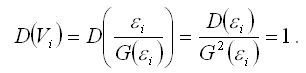 D(V_i) = D(ε_i / G(ε_i)) = D(ε_i) / G²(ε_i) = 1 .